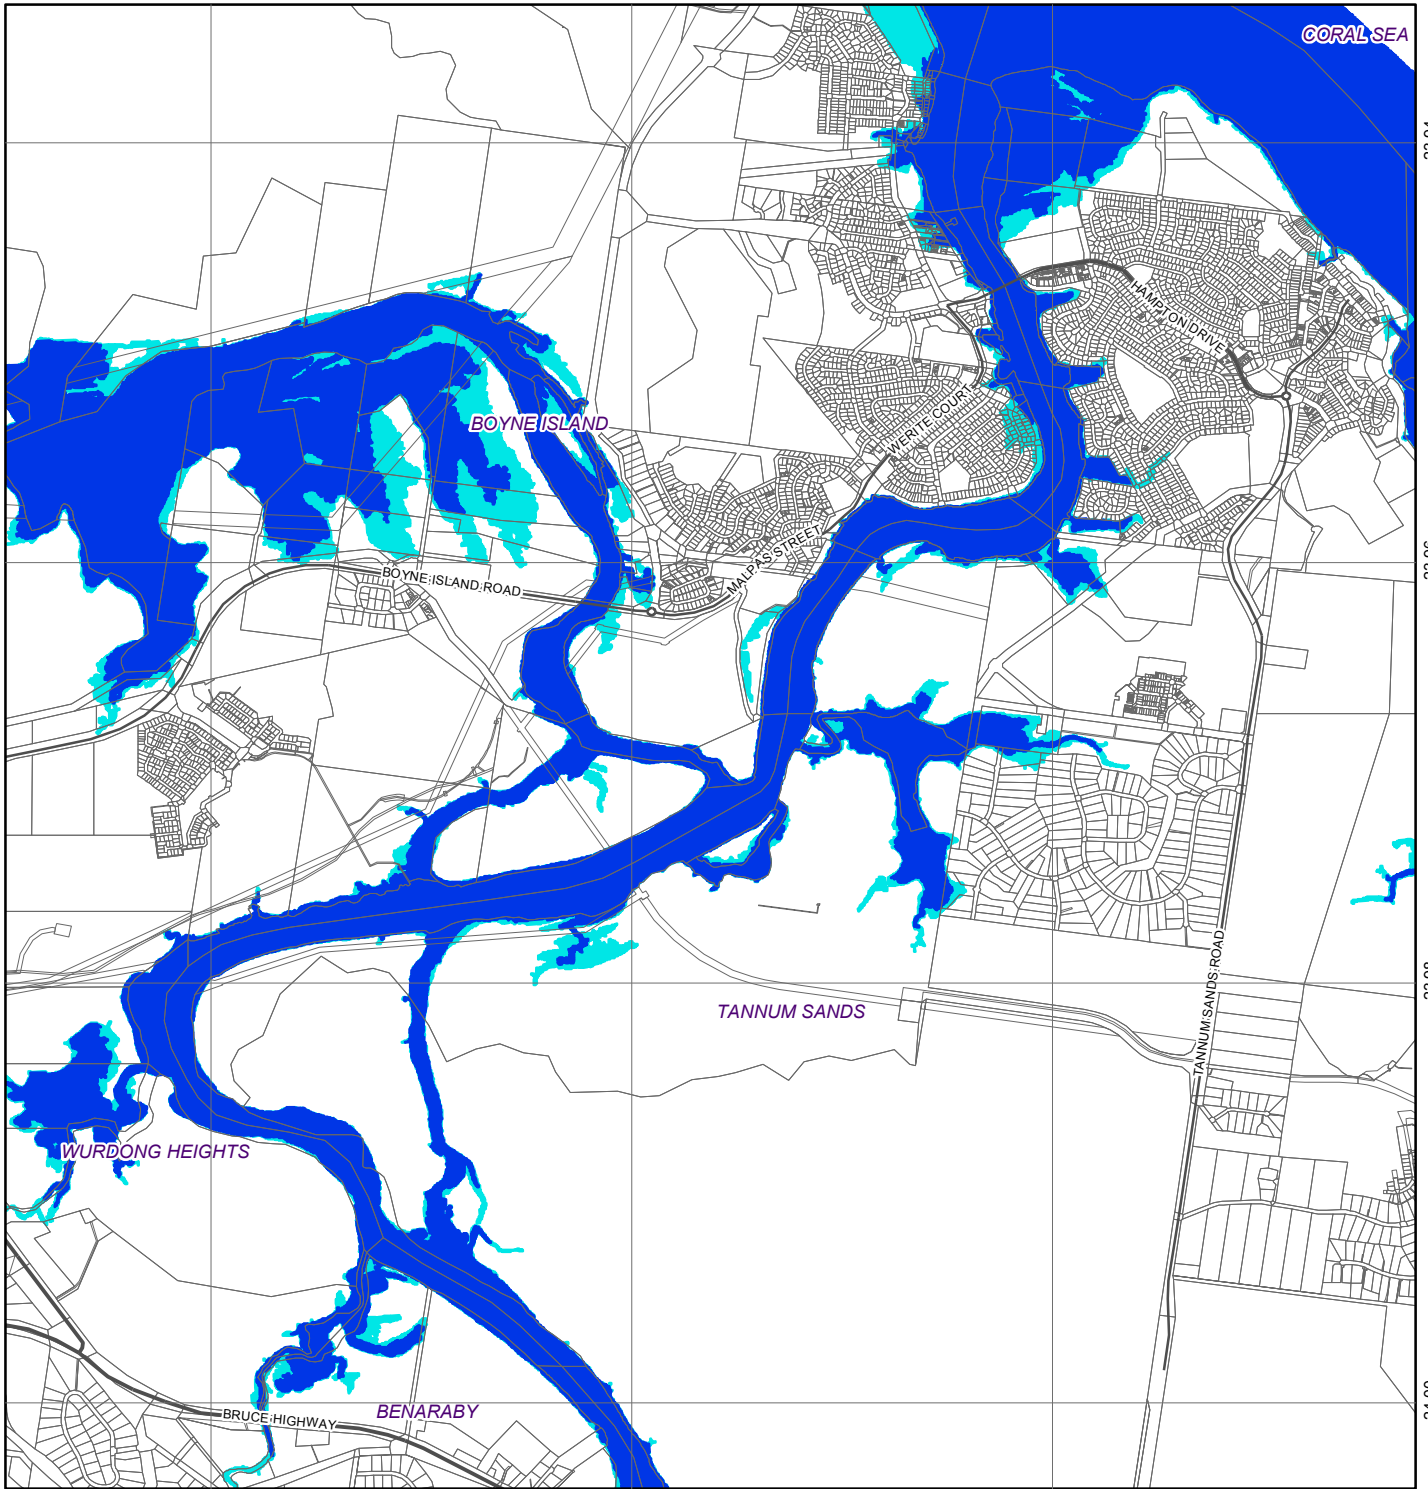 CORAL SEA
HAMPTON DRIVE
BOYNE ISLAND
WERITE COURT
MALPAS STREET
BOYNE ISLAND ROAD
TANNUM SANDS ROAD
TANNUM SANDS
WURDONG HEIGHTS
BRUCE HIGHWAY
BENARABY